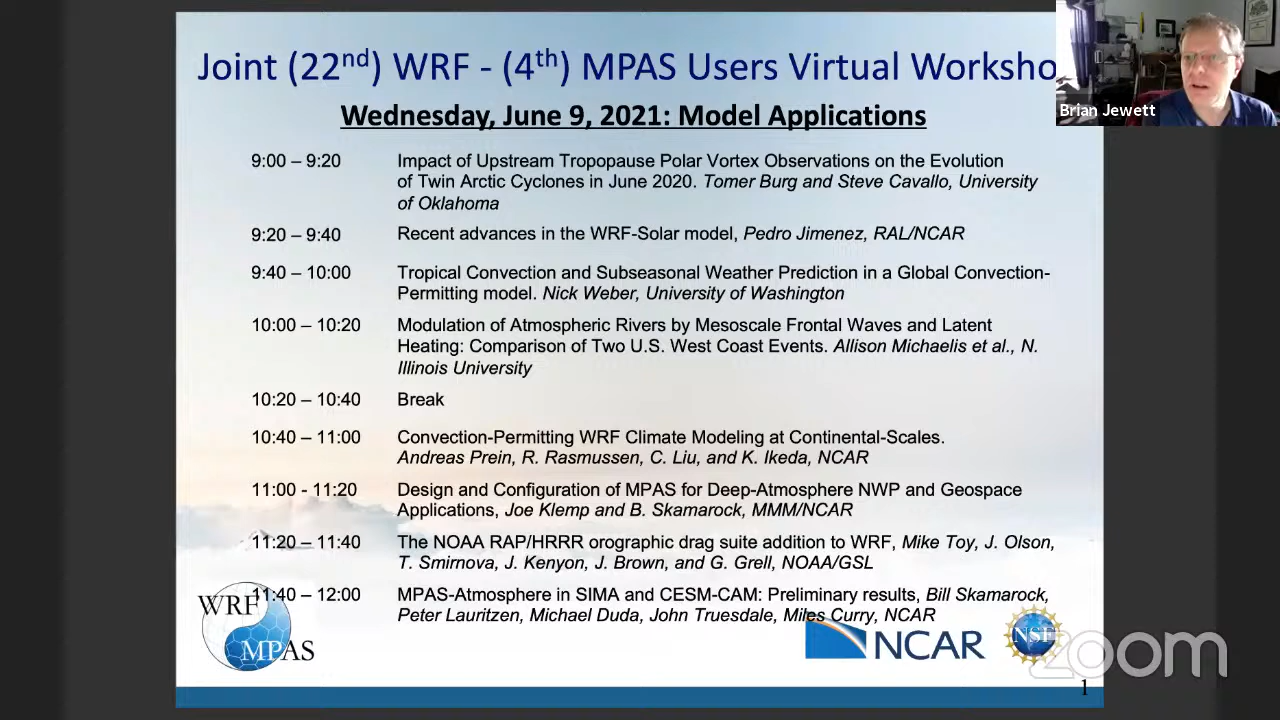 Joint (22nd) WRF - (4th) MPAS Users Virtual Worksho
Brian Jewett
Wednesday, June 9, 2021: Model Applications
9:00 – 9:20 Impact of Upstream Tropopause Polar Vortex Observations on the Evolution
of Twin Arctic Cyclones in June 2020. Tomer Burg and Steve Cavallo, University
of Oklahoma
9:20 – 9:40 Recent advances in the WRF-Solar model, Pedro Jimenez, RAL/NCAR
9:40 – 10:00 Tropical Convection and Subseasonal Weather Prediction in a Global Convection-
Permitting model. Nick Weber, University of Washington
10:00 – 10:20 Modulation of Atmospheric Rivers by Mesoscale Frontal Waves and Latent
Heating: Comparison of Two U.S. West Coast Events. Allison Michaelis et al., N.
Illinois University
10:20 – 10:40 Break
10:40 – 11:00 Convection-Permitting WRF Climate Modeling at Continental-Scales.
Andreas Prein, R. Rasmussen, C. Liu, and K. Ikeda, NCAR
11:00 - 11:20 Design and Configuration of MPAS for Deep-Atmosphere NWP and Geospace
Applications, Joe Klemp and B. Skamarock, MMM/NCAR
11:20 – 11:40 The NOAA RAP/HRRR orographic drag suite addition to WRF, Mike Toy, J. Olson,
T. Smirnova, J. Kenyon, J. Brown, and G. Grell, NOAA/GSL
11:40 – 12:00 MPAS-Atmosphere in SIMA and CESM-CAM: Preliminary results, Bill Skamarock,
Peter Lauritzen, Michael Duda, John Truesdale, Miles Curry, NCAR
WRF
MPAS
NCAR
NSF
zoom
1